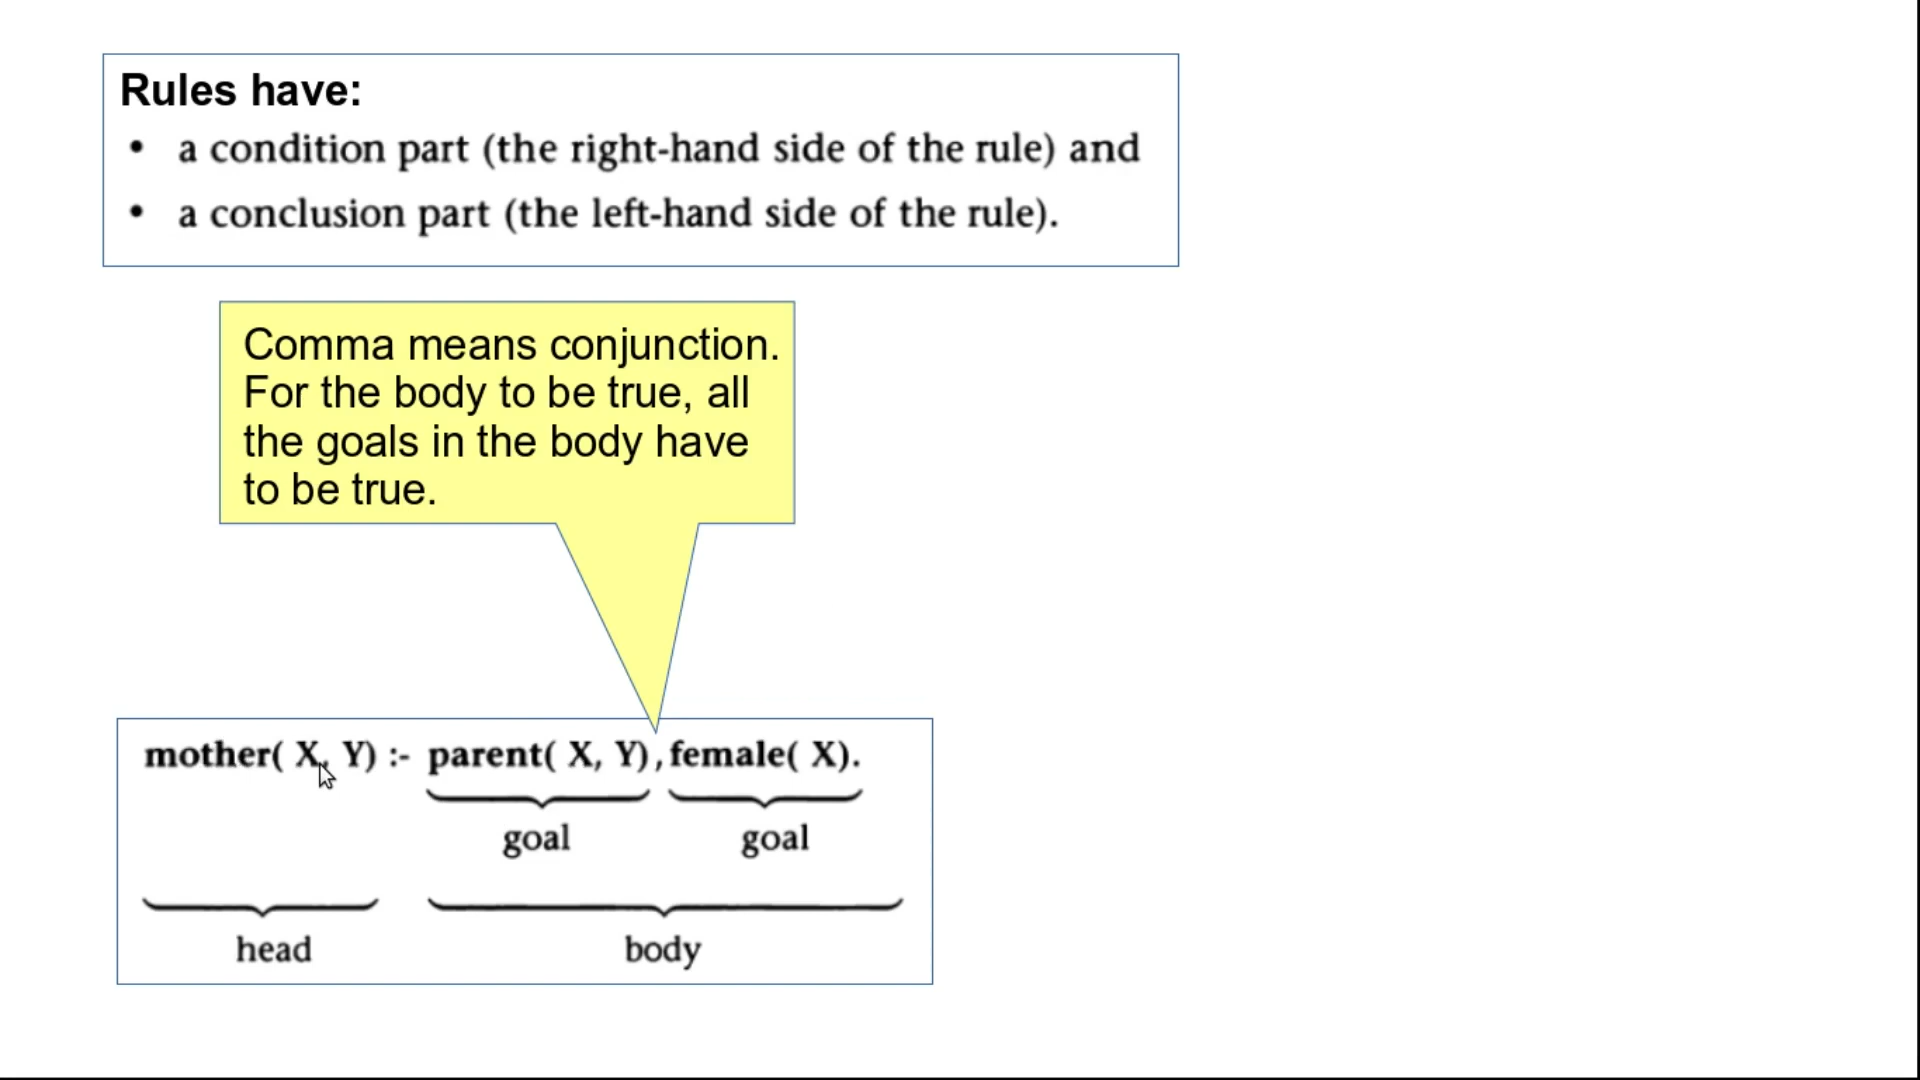 Rules have:
• a condition part (the right-hand side of the rule) and
• a conclusion part (the left-hand side of the rule).
Comma means conjunction.
For the body to be true, all
the goals in the body have
to be true.
mother( X, Y) :- parent( X, Y), female( X).
goal goal
head body